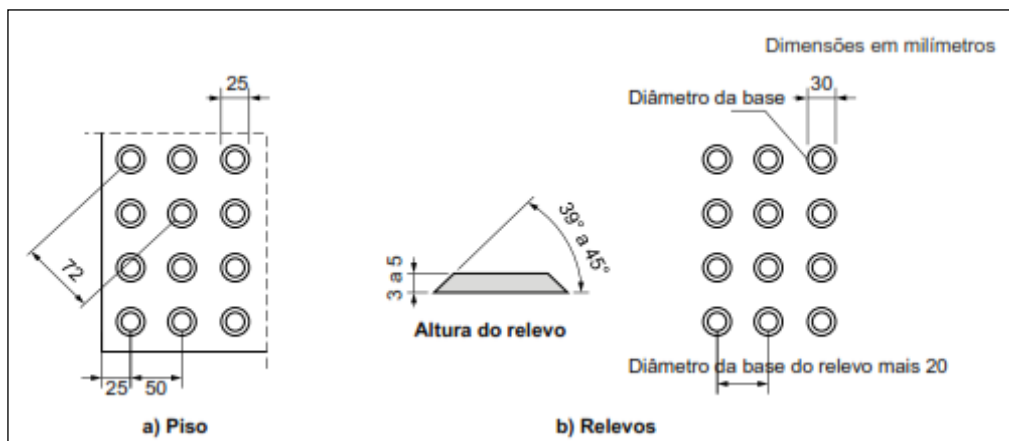 Dimensões em milímetros
25
30
Diâmetro da base
72
39° a 45°
3 a 5
Altura do relevo
25
50
Diâmetro da base do relevo mais 20
a) Piso
b) Relevos